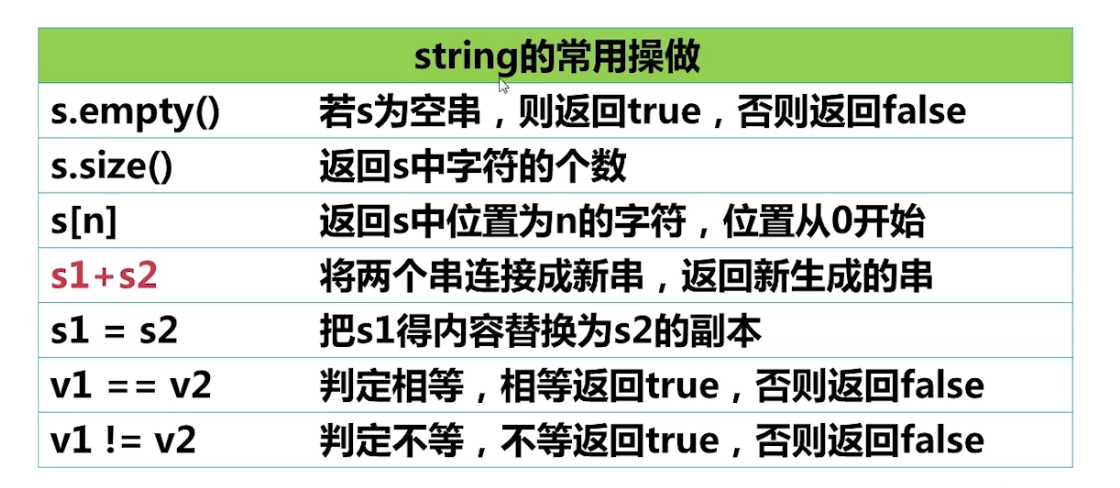 string的常用操做
s.empty() 若s为空串，则返回true，否则返回false
s.size() 返回s中字符的个数
s[n] 返回s中位置为n的字符，位置从0开始
s1+s2 将两个串连接成新串，返回新生成的串
s1 = s2 把s1得内容替换为s2的副本
v1 == v2 判定相等，相等返回true，否则返回false
v1 != v2 判定不等，不等返回true，否则返回false